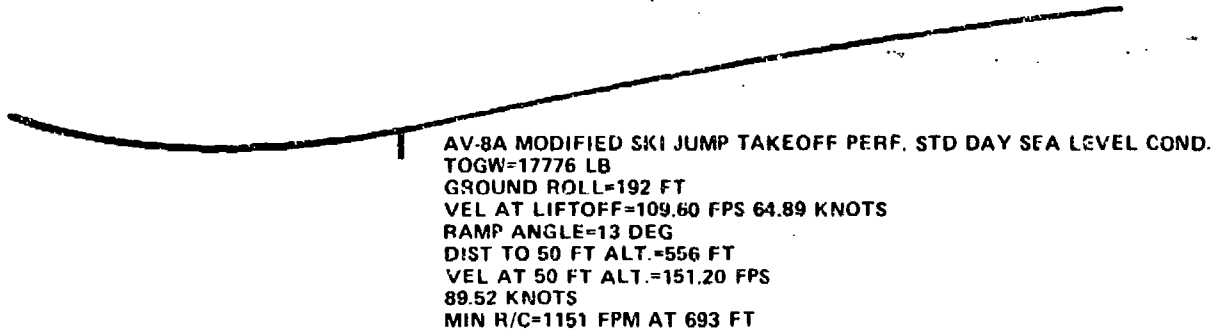 AV-8A MODIFIED SKI JUMP TAKEOFF PERF, STD DAY SEA LEVEL COND.
TOGW=17776 LB
GROUND ROLL=192 FT
VEL AT LIFTOFF=109.60 FPS 64.89 KNOTS
RAMP ANGLE=13 DEG
DIST TO 50 FT ALT.=556 FT
VEL AT 50 FT ALT.=151.20 FPS
89.52 KNOTS
MIN R/C=1151 FPM AT 693 FT